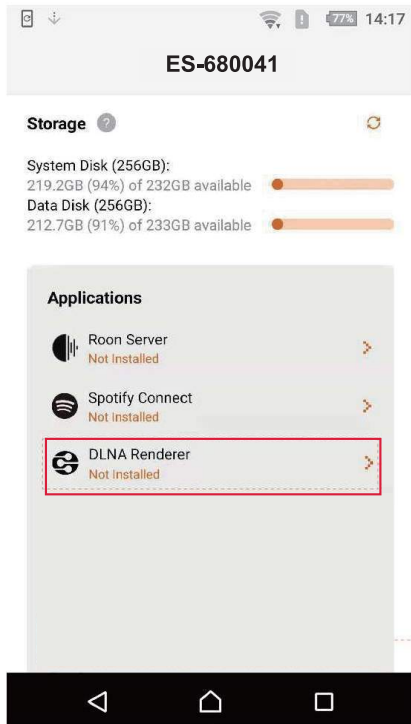 77% 14:17
ES-680041
Storage ?
System Disk (256GB):
219.2GB (94%) of 232GB available
Data Disk (256GB):
212.7GB (91%) of 233GB available
Applications
Roon Server
Not Installed
Spotify Connect
Not Installed
DLNA Renderer
Not Installed